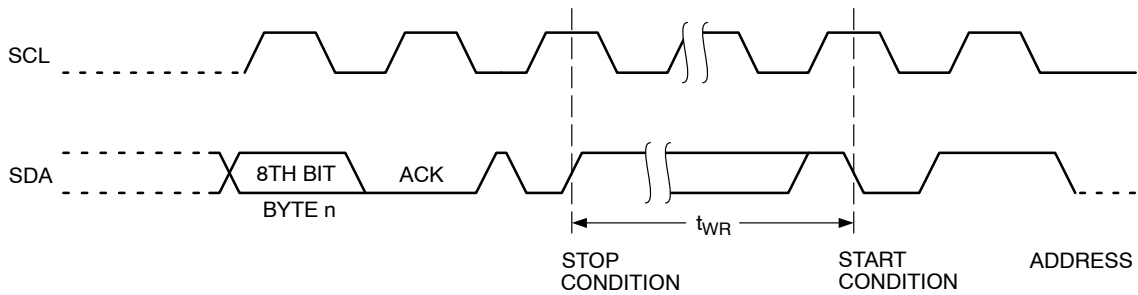 SCL
SDA
8TH BIT
ACK
BYTE n
tWR
STOP
CONDITION
START
CONDITION
ADDRESS